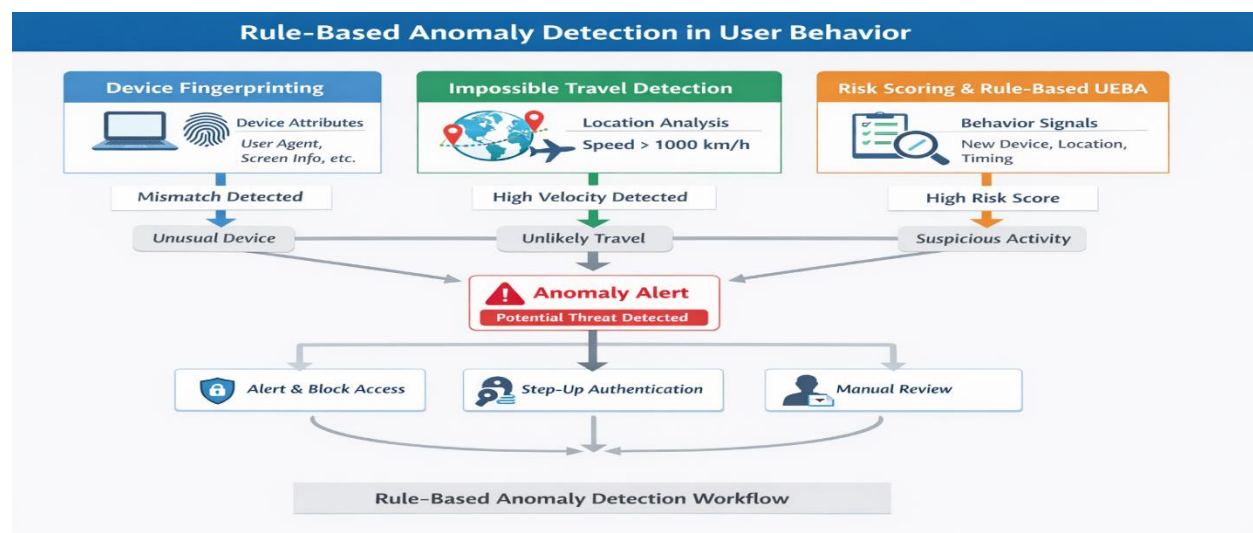 Rule-Based Anomaly Detection in User Behavior
Device Fingerprinting
Device Attributes
User Agent,
Screen Info, etc.
Mismatch Detected
Unusual Device
Impossible Travel Detection
Location Analysis
Speed > 1000 km/h
High Velocity Detected
Unlikely Travel
Risk Scoring & Rule-Based UEBA
Behavior Signals
New Device, Location,
Timing
High Risk Score
Suspicious Activity
Anomaly Alert
Potential Threat Detected
Alert & Block Access
Step-Up Authentication
Manual Review
Rule-Based Anomaly Detection Workflow